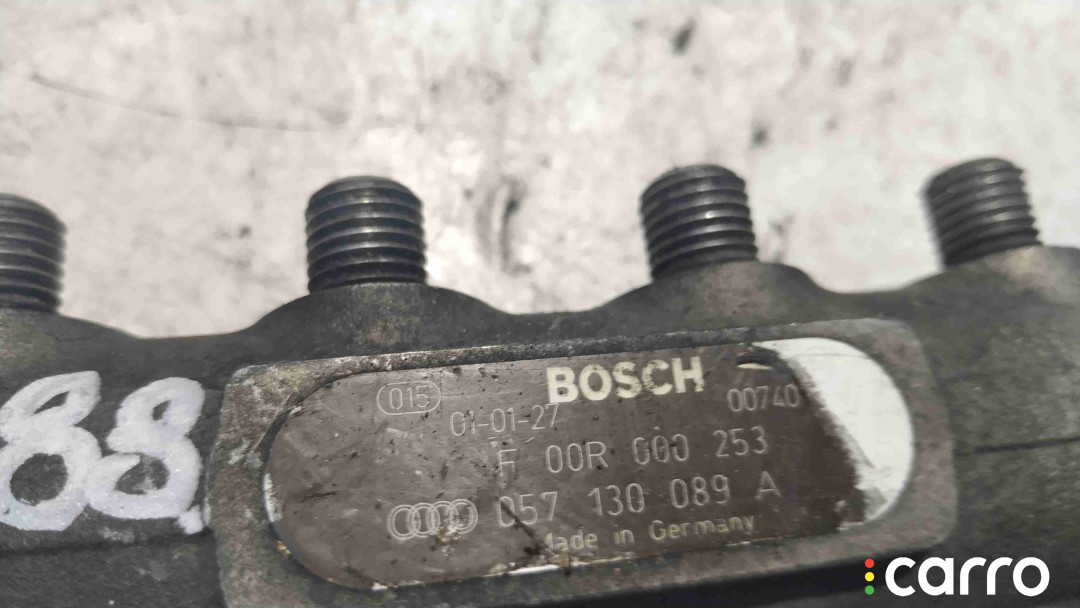 BOSCH
015
01-01-27
00740
F 00R 000 253
057 130 089 A
Made in Germany
88
carro